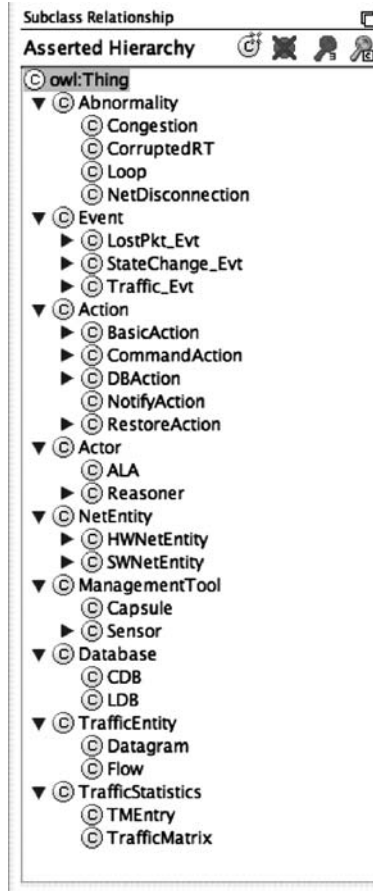 Subclass Relationship
Asserted Hierarchy
C owl:Thing
C Abnormality
C Congestion
C CorruptedRT
C Loop
C NetDisconnection
C Event
C LostPkt_Evt
C StateChange_Evt
C Traffic_Evt
C Action
C BasicAction
C CommandAction
C DBAction
C NotifyAction
C RestoreAction
C Actor
C ALA
C Reasoner
C NetEntity
C HWNetEntity
C SWNetEntity
C ManagementTool
C Capsule
C Sensor
C Database
C CDB
C LDB
C TrafficEntity
C Datagram
C Flow
C TrafficStatistics
C TMEntry
C TrafficMatrix